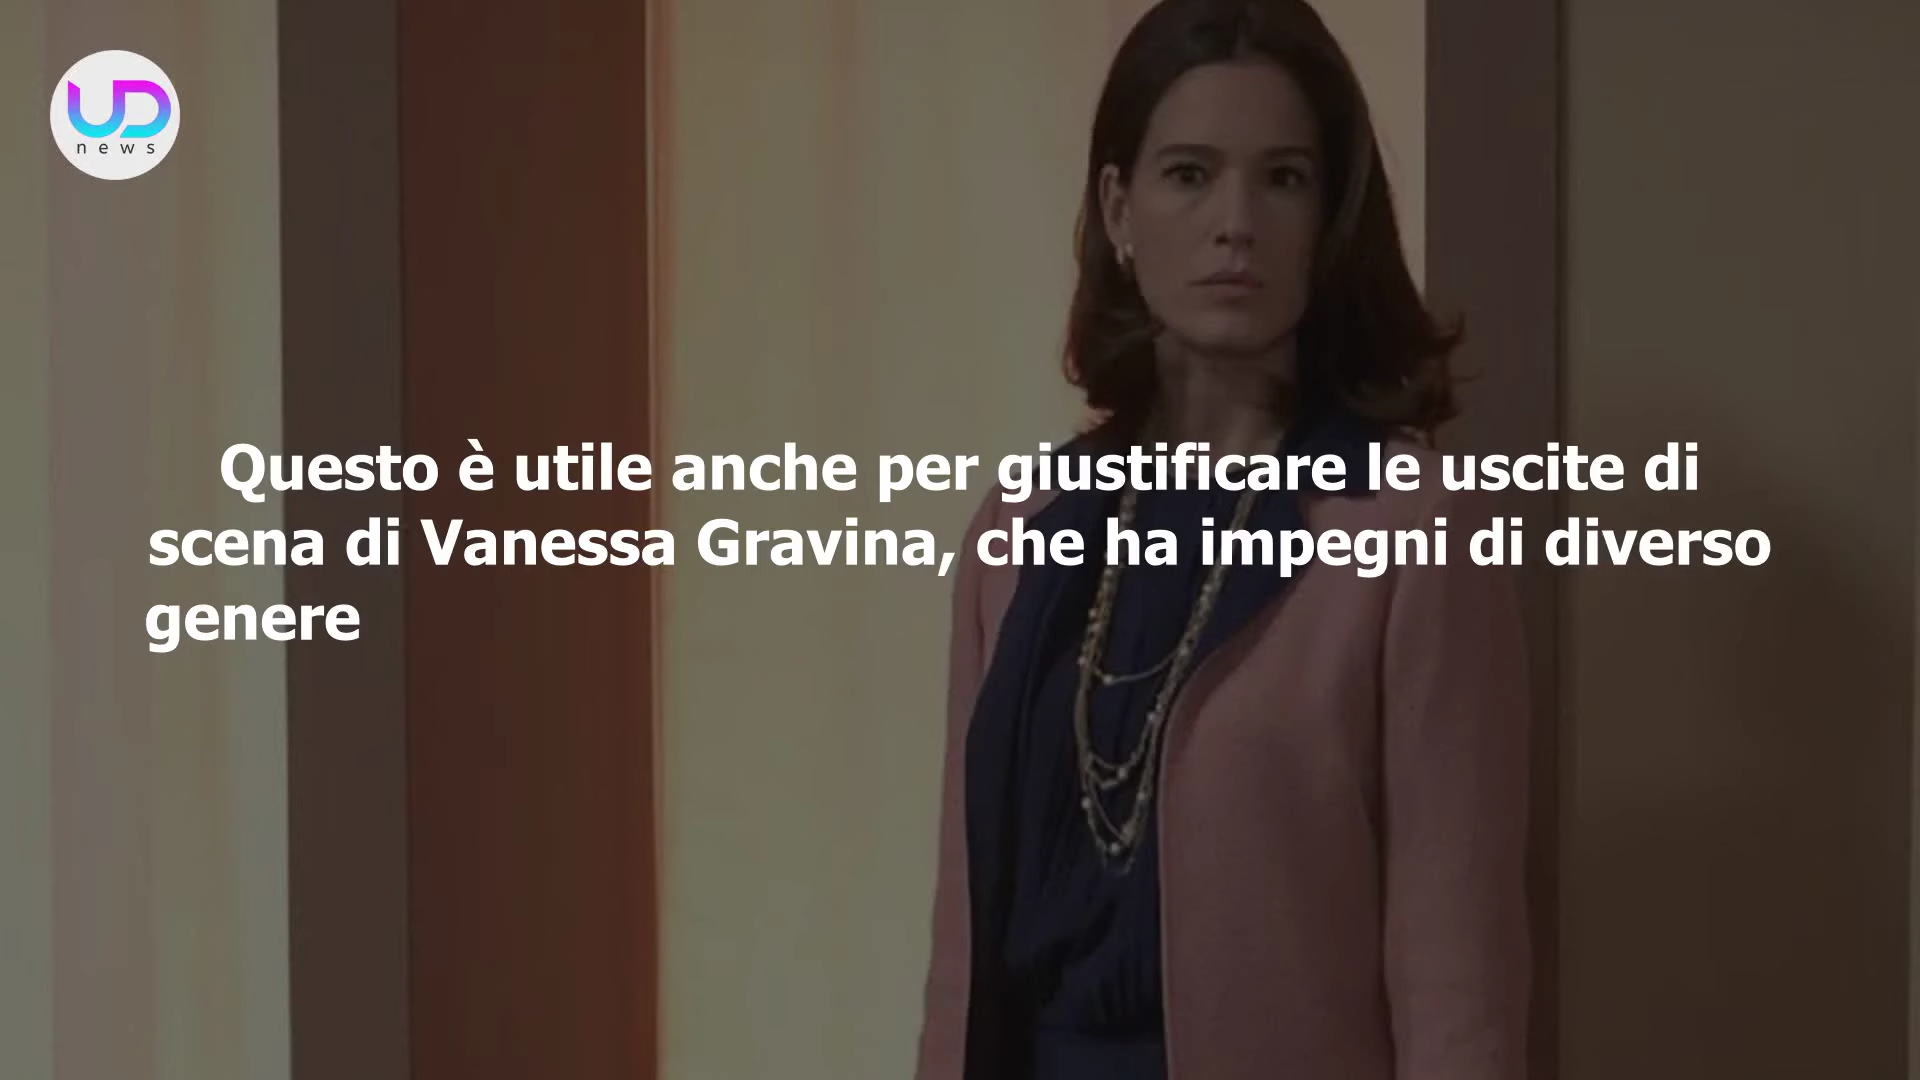 UD
news
Questo è utile anche per giustificare le uscite di
scena di Vanessa Gravina, che ha impegni di diverso
genere